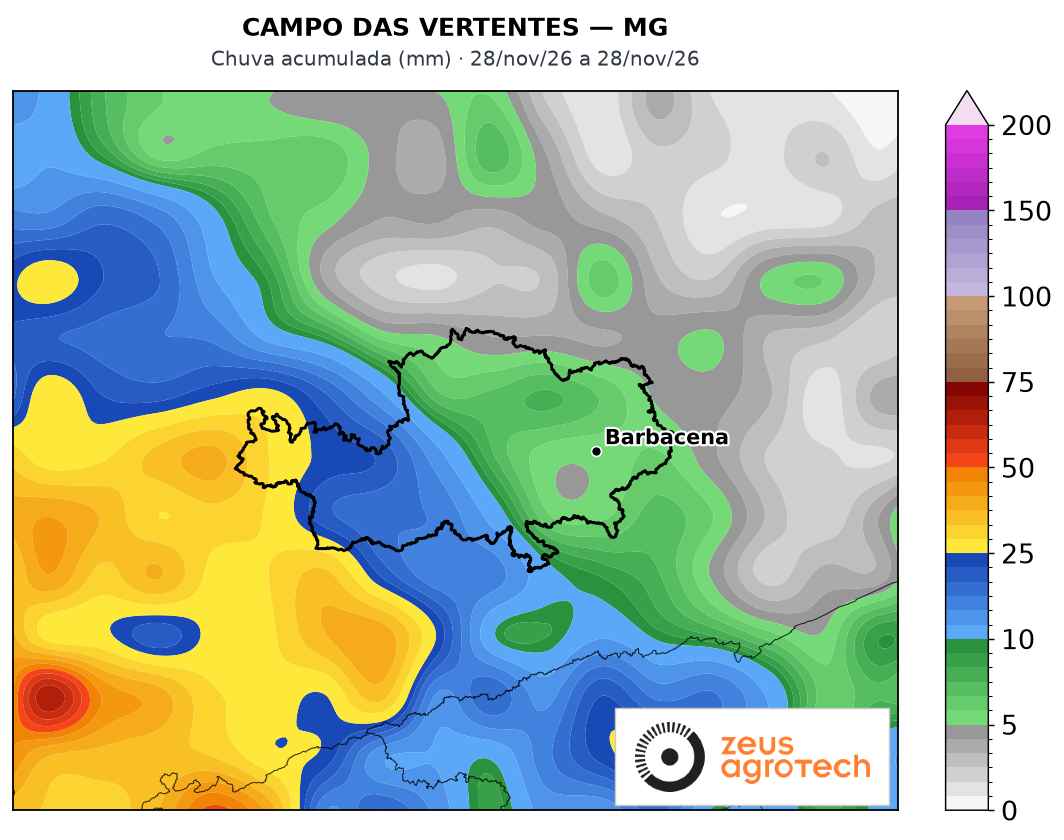 CAMPO DAS VERTENTES — MG
Chuva acumulada (mm) · 28/nov/26 a 28/nov/26
200
150
100
75
50
25
10
5
0
Barbacena
zeus
agrotech